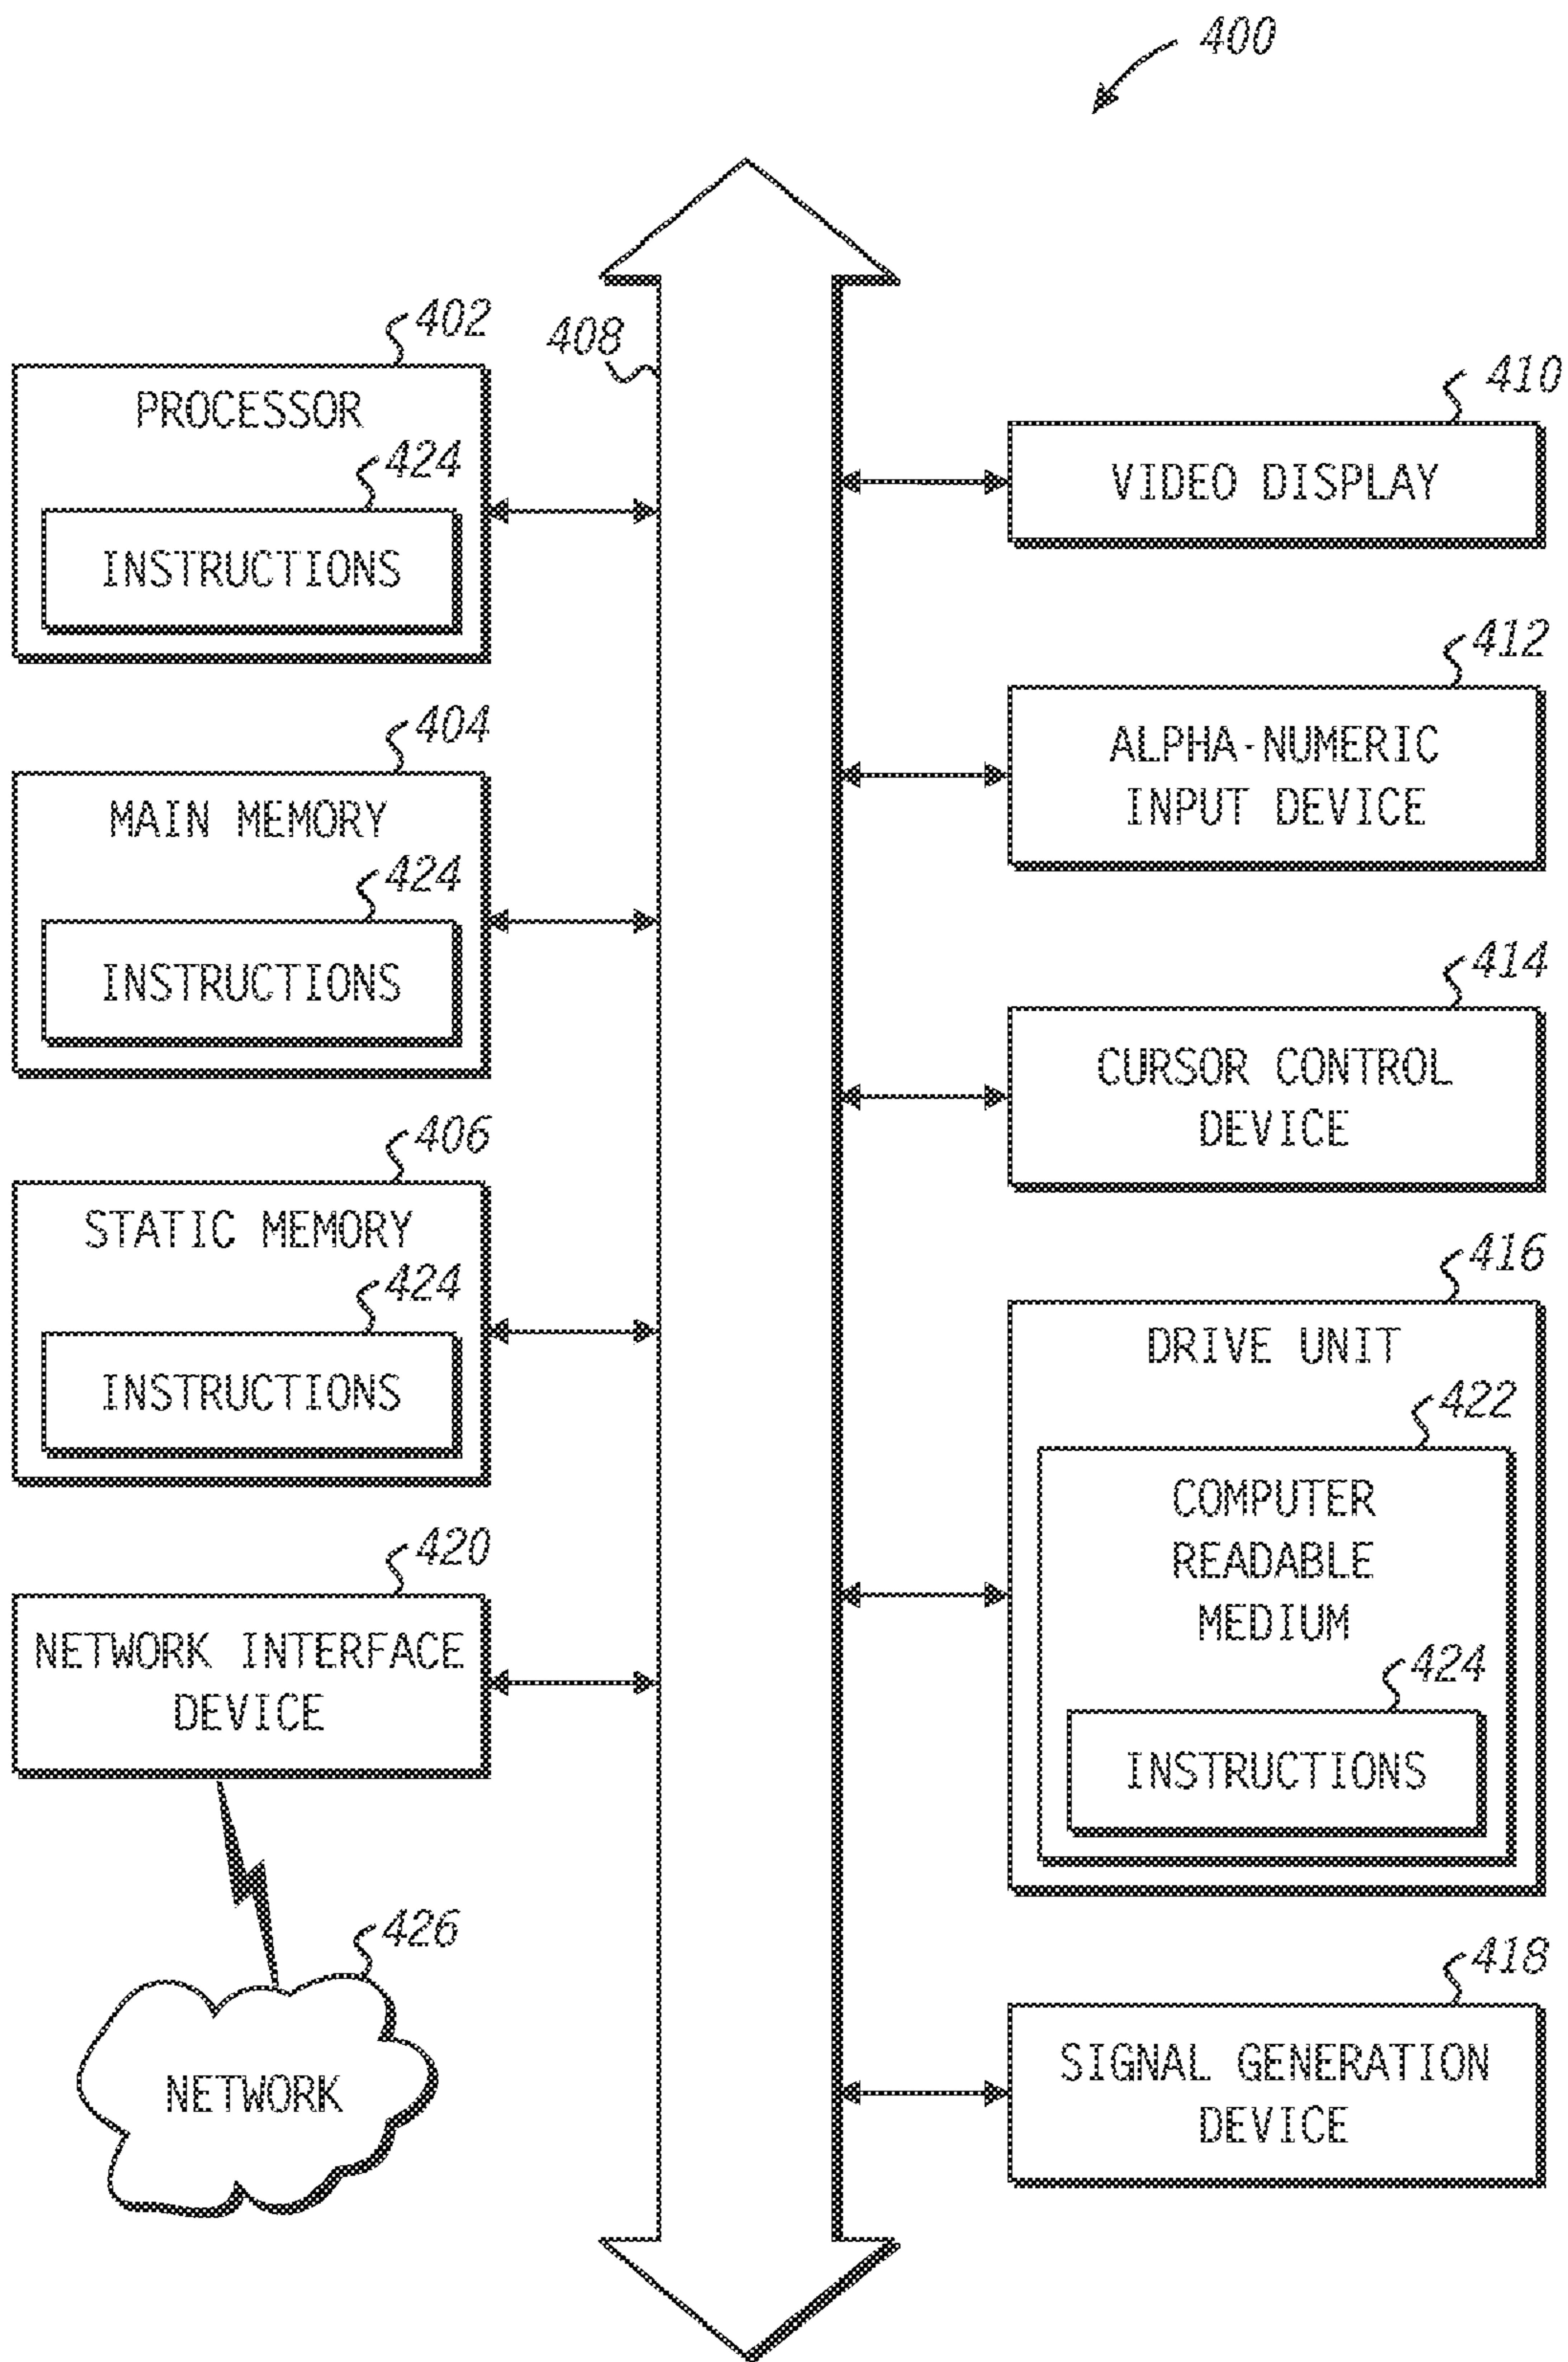 400
402
PROCESSOR
424
INSTRUCTIONS
404
MAIN MEMORY
424
INSTRUCTIONS
406
STATIC MEMORY
424
INSTRUCTIONS
420
NETWORK INTERFACE
DEVICE
426
NETWORK
408
410
VIDEO DISPLAY
412
ALPHA-NUMERIC
INPUT DEVICE
414
CURSOR CONTROL
DEVICE
416
DRIVE UNIT
422
COMPUTER
READABLE
MEDIUM
424
INSTRUCTIONS
418
SIGNAL GENERATION
DEVICE